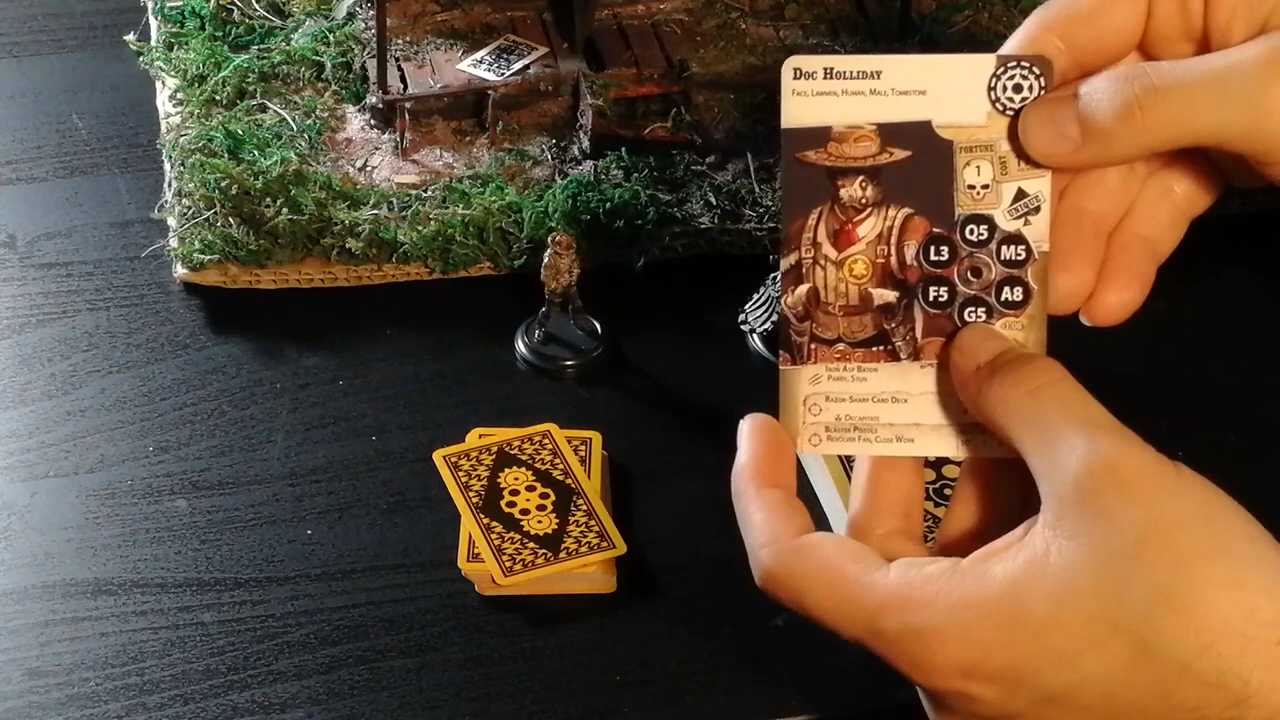 DOC HOLLIDAY
FACE, LAWMEN, HUMAN, MALE, TOMBSTONE
FORTUNE
1
COST
UNIQUE
Q5
L3
M5
F5
A8
G5
IRON ASP BATON
PARRY, STUN
RAZOR-SHARP CARD DECK
DECAPITATE
BLASTER PISTOLS
REVOLVER FAN, CLOSE WORK